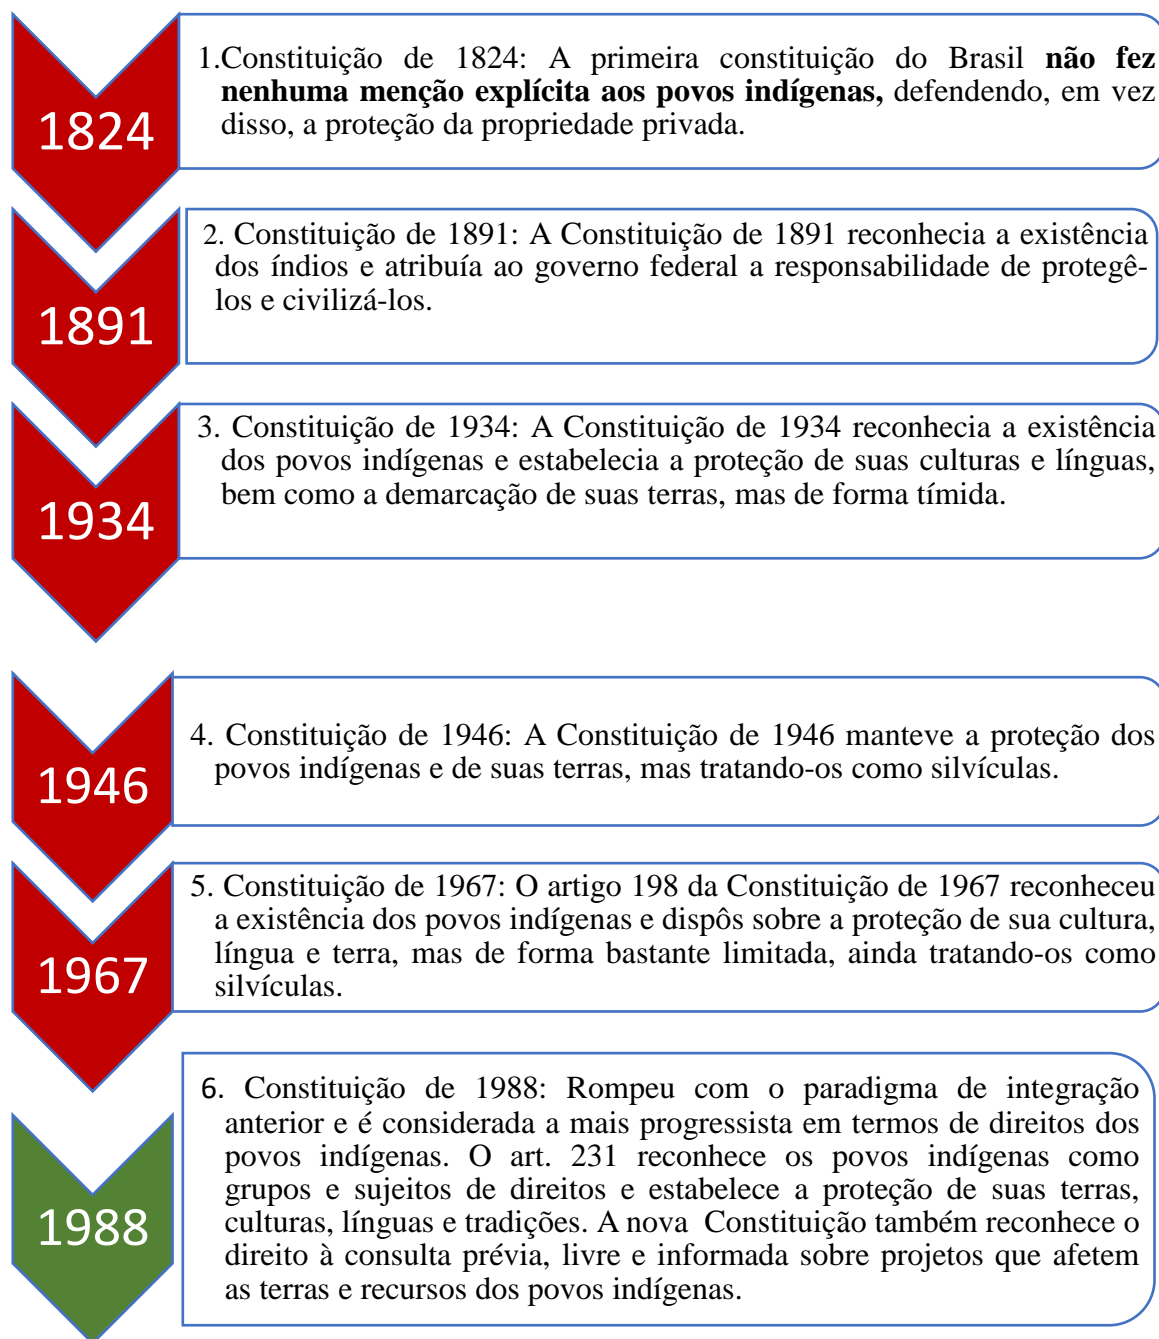 1824
1.Constituição de 1824: A primeira constituição do Brasil não fez
nenhuma menção explícita aos povos indígenas, defendendo, em vez
disso, a proteção da propriedade privada.
1891
2. Constituição de 1891: A Constituição de 1891 reconhecia a existência
dos índios e atribuía ao governo federal a responsabilidade de protegê-
los e civilizá-los.
1934
3. Constituição de 1934: A Constituição de 1934 reconhecia a existência
dos povos indígenas e estabelecia a proteção de suas culturas e línguas,
bem como a demarcação de suas terras, mas de forma tímida.
1946
4. Constituição de 1946: A Constituição de 1946 manteve a proteção dos
povos indígenas e de suas terras, mas tratando-os como silvículas.
1967
5. Constituição de 1967: O artigo 198 da Constituição de 1967 reconheceu
a existência dos povos indígenas e dispôs sobre a proteção de sua cultura,
língua e terra, mas de forma bastante limitada, ainda tratando-os como
silvículas.
1988
6. Constituição de 1988: Rompeu com o paradigma de integração
anterior e é considerada a mais progressista em termos de direitos dos
povos indígenas. O art. 231 reconhece os povos indígenas como
grupos e sujeitos de direitos e estabelece a proteção de suas terras,
culturas, línguas e tradições. A nova Constituição também reconhece o
direito à consulta prévia, livre e informada sobre projetos que afetem
as terras e recursos dos povos indígenas.